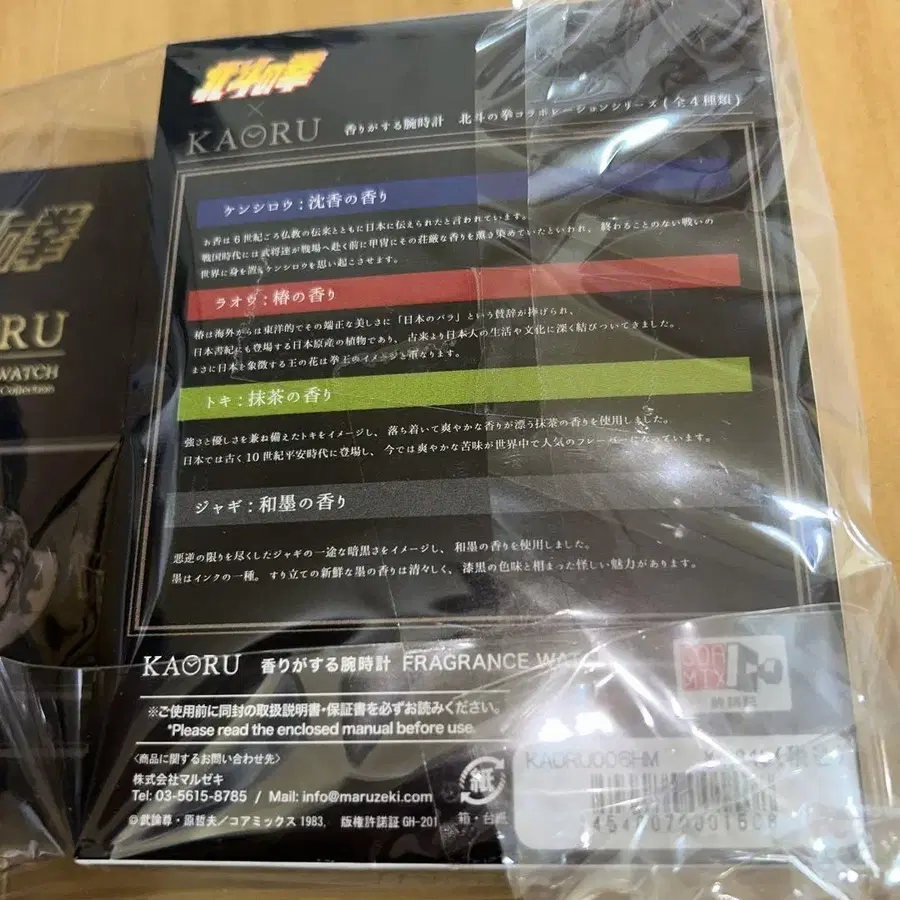 北斗の拳
×
KAORU 香りがする腕時計 北斗の拳コラボレーションシリーズ(全4種類)
ケンシロウ:沈香の香り
お香は6世紀ころ仏教の伝来とともに日本に伝えられたと言われています。
戦国時代には武将達が戦場へ赴く前に甲冑にその荘厳な香りを薫き染めていたといわれ、終わることのない戦いの
世界に身を置くケンシロウを思い起こさせます。
ラオウ:椿の香り
椿は海外からは東洋的でその端正な美しさに「日本のバラ」という賛辞が捧げられ、
日本書紀にも登場する日本原産の植物であり、古来より日本人の生活や文化に深く結びついてきました。
まさに日本を象徴する王の花は拳王のイメージと重なります。
トキ:抹茶の香り
強さと優しさを兼ね備えたトキをイメージし、落ち着いて爽やかな香りが漂う抹茶の香りを使用しました。
日本では古く10世紀平安時代に登場し、今では爽やかな苦味が世界中で人気のフレーバーになっています。
ジャギ:和墨の香り
悪逆の限りを尽くしたジャギの一途な暗黒さをイメージし、和墨の香りを使用しました。
墨はインクの一種。すり立ての新鮮な墨の香りは清々しく、漆黒の色味と相まった怪しい魅力があります。
KAORU 香りがする腕時計 FRAGRANCE WATC
※ご使用前に同封の取扱説明書・保証書を必ずお読みください。
*Please read the enclosed manual before use.
〈商品に関するお問い合わせ先〉
株式会社マルゼキ
Tel: 03-5615-8785 / Mail: info@maruzeki.com
©武論尊・原哲夫/コアミックス 1983, 版権許諾証 GH-201
紙
箱・台紙
COR
MTX
KAORU006HM
の拳
RU
WATCH
Collection